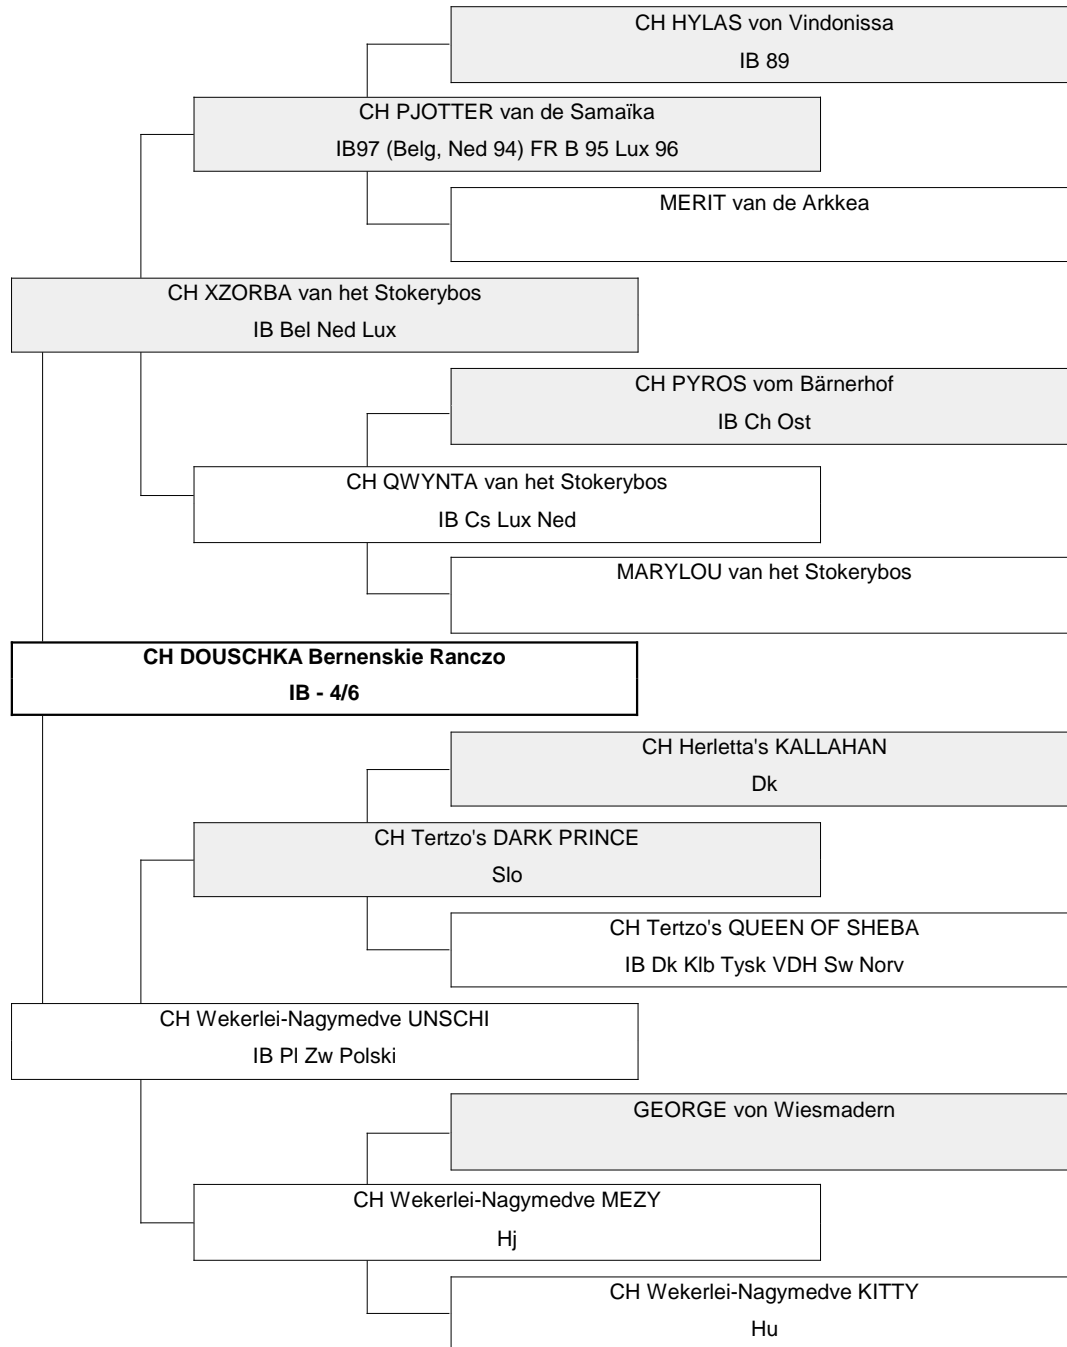 CH HYLAS von Vindonissa
IB 89
CH PJOTTER van de Samaïka
IB97 (Belg, Ned 94) FR B 95 Lux 96
MERIT van de Arkkea
CH XZORBA van het Stokerybos
IB Bel Ned Lux
CH PYROS vom Bärnerhof
IB Ch Ost
CH QWYNTA van het Stokerybos
IB Cs Lux Ned
MARYLOU van het Stokerybos
CH DOUSCHKA Bernenskie Ranczo
IB - 4/6
CH Herletta's KALLAHAN
Dk
CH Tertzo's DARK PRINCE
Slo
CH Tertzo's QUEEN OF SHEBA
IB Dk Klb Tysk VDH Sw Norv
CH Wekerlei-Nagymedve UNSCHI
IB Pl Zw Polski
GEORGE von Wiesmadern
CH Wekerlei-Nagymedve MEZY
Hj
CH Wekerlei-Nagymedve KITTY
Hu